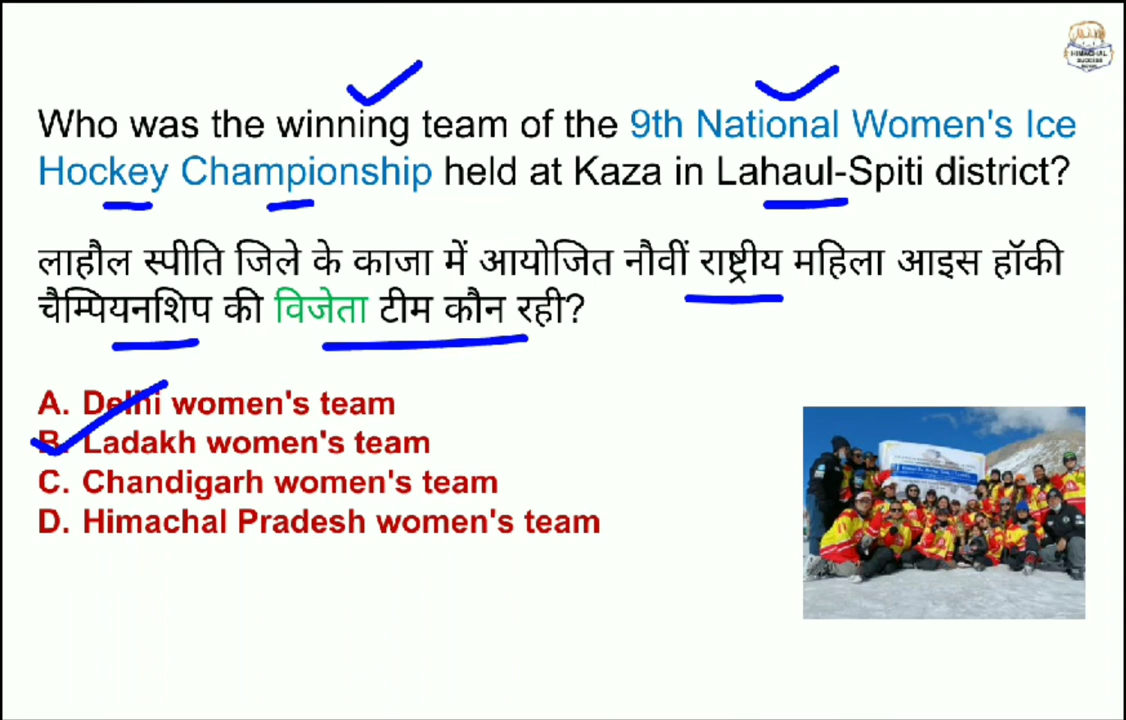 HIMACHAL
SUCCESS
Who was the winning team of the 9th National Women's Ice
Hockey Championship held at Kaza in Lahaul-Spiti district?
लाहौल स्पीति जिले के काजा में आयोजित नौवीं राष्ट्रीय महिला आइस हॉकी
चैम्पियनशिप की विजेता टीम कौन रही?
A. Delhi women's team
B. Ladakh women's team
C. Chandigarh women's team
D. Himachal Pradesh women's team